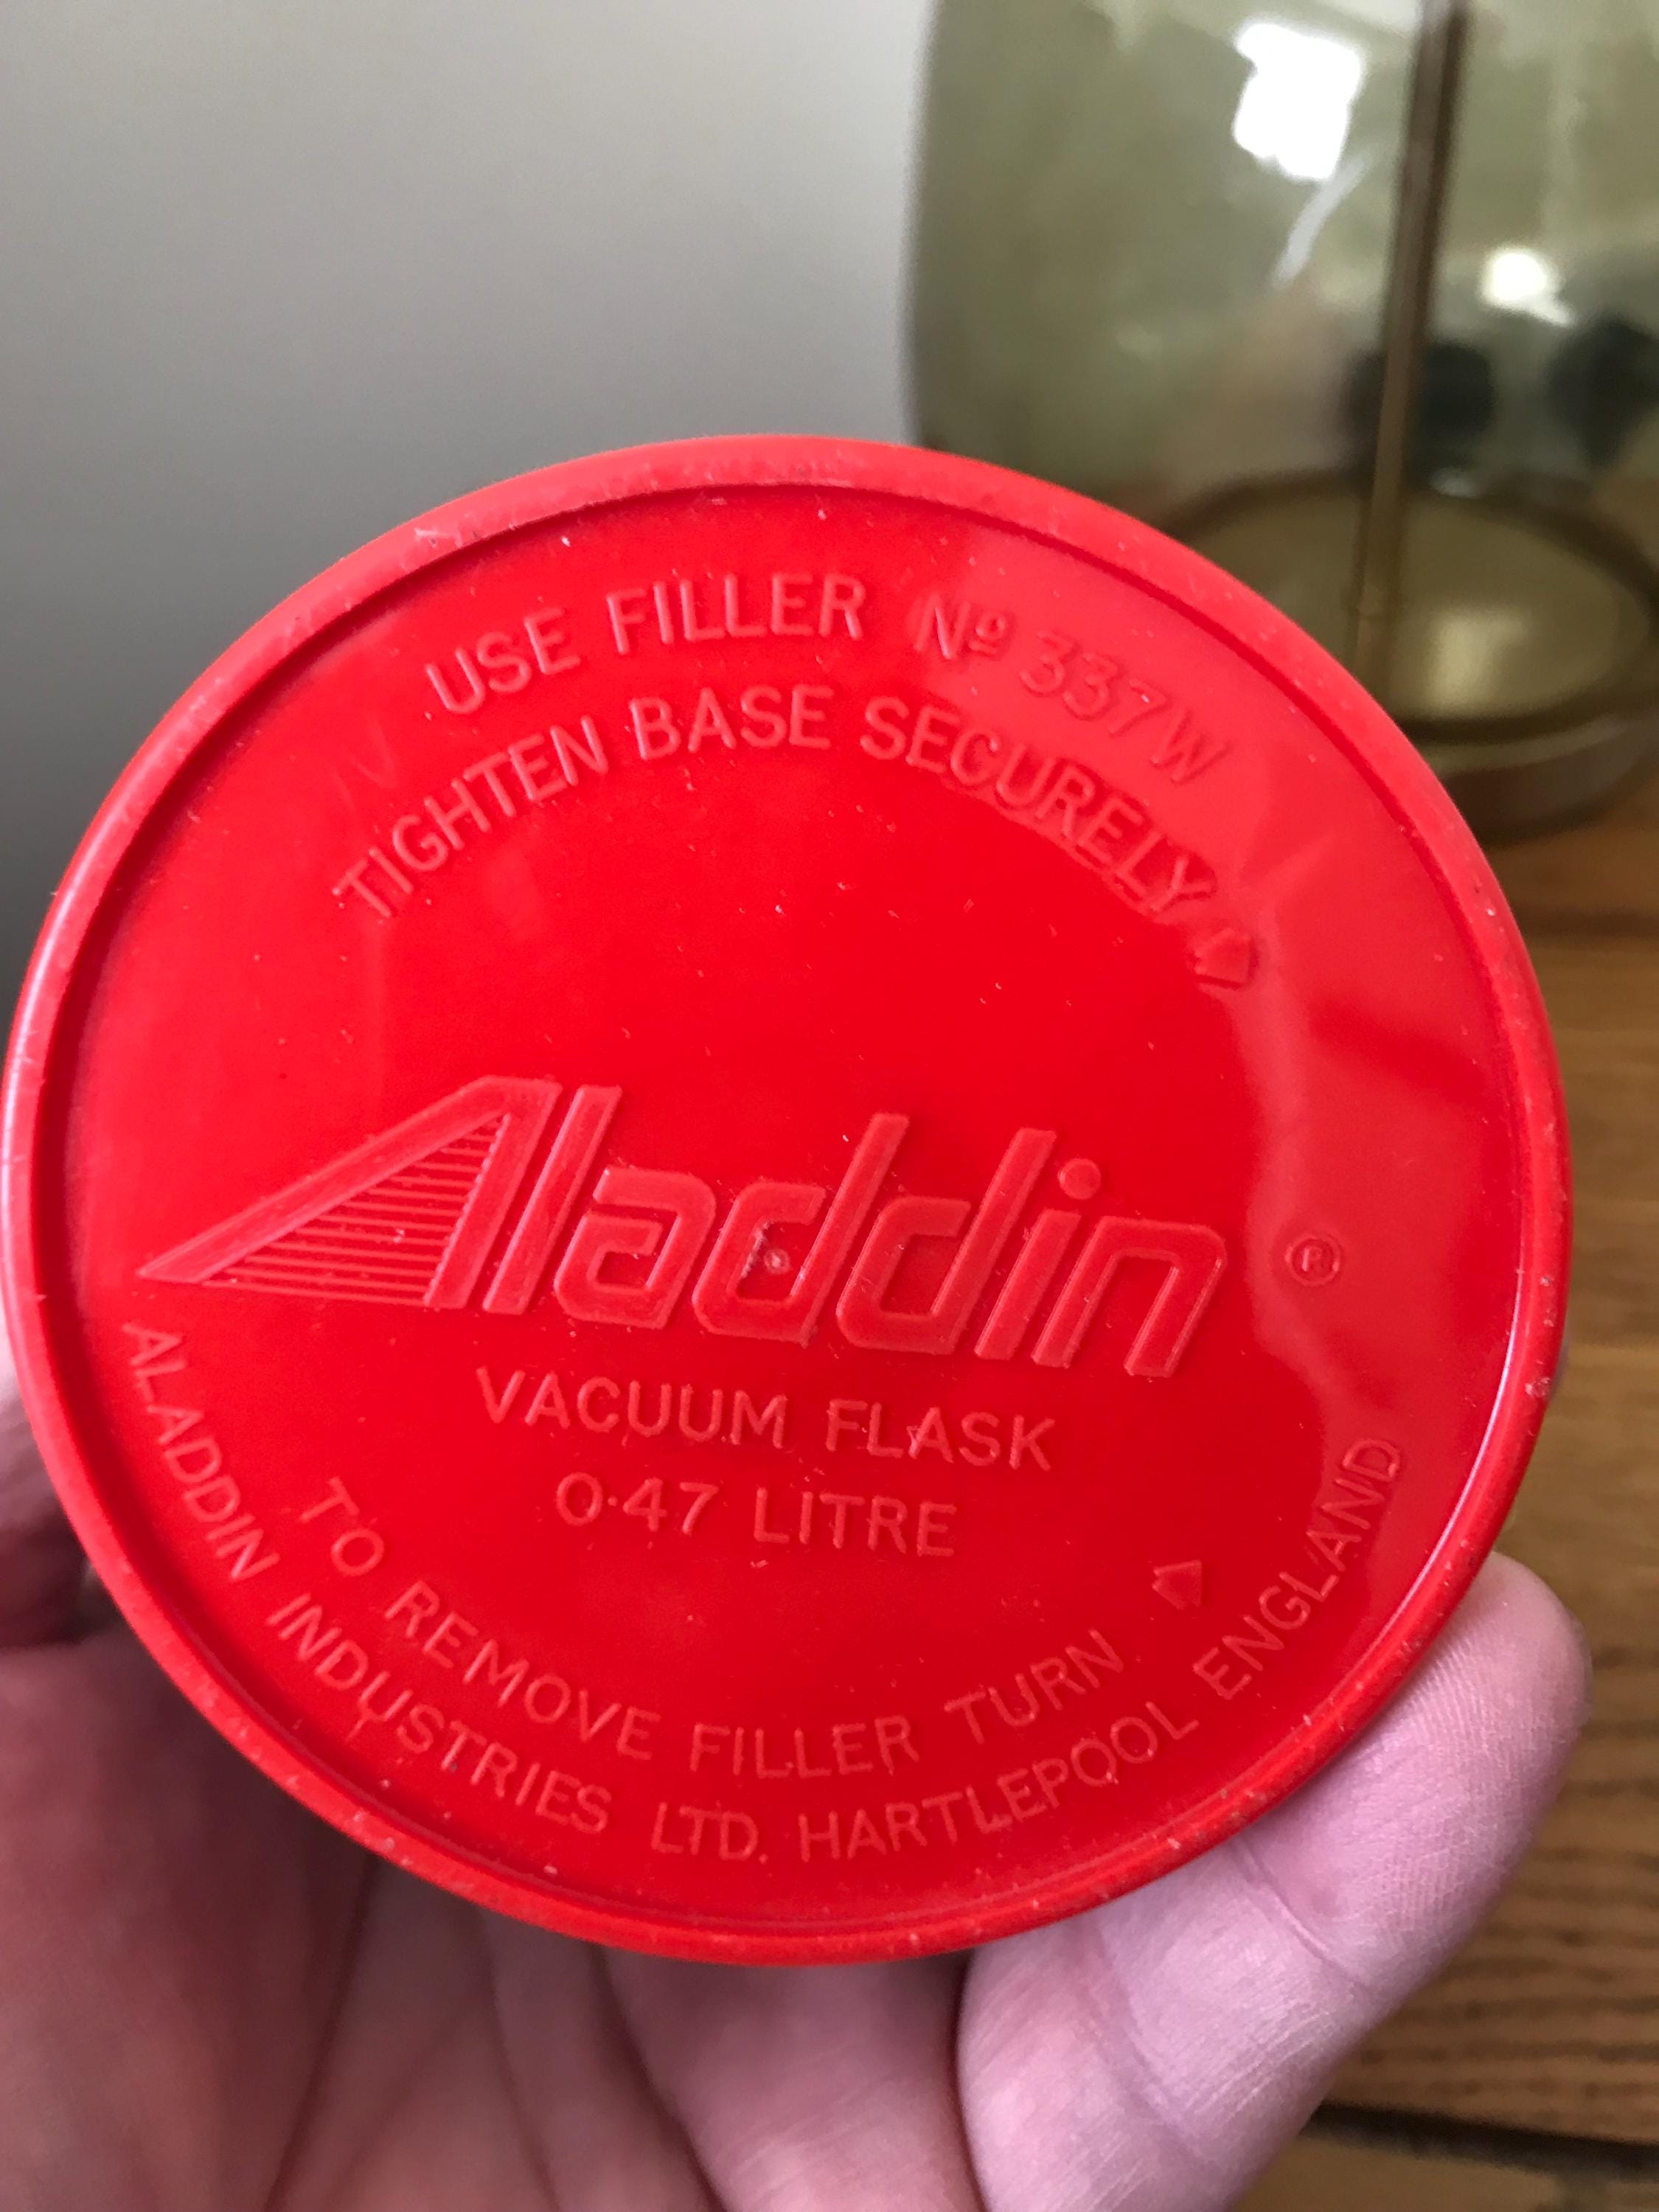 USE FILLER Nº 337W
TIGHTEN BASE SECURELY
Aladdin ®
VACUUM FLASK
0·47 LITRE
TO REMOVE FILLER TURN
ALADDIN INDUSTRIES LTD. HARTLEPOOL ENGLAND